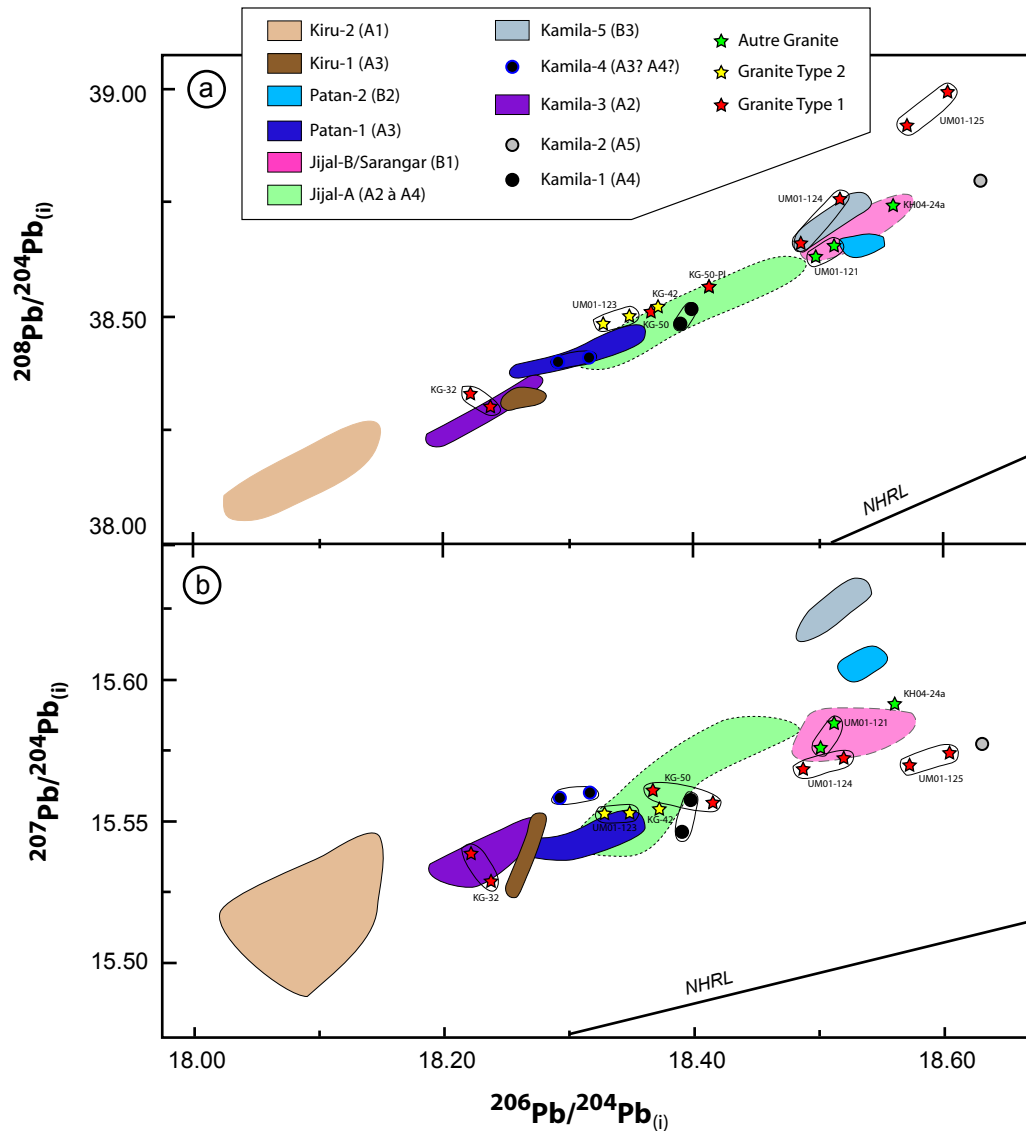 Kiru-2 (A1)
Kiru-1 (A3)
Patan-2 (B2)
Patan-1 (A3)
Jijal-B/Sarangar (B1)
Jijal-A (A2 à A4)
Kamila-5 (B3)
Kamila-4 (A3? A4?)
Kamila-3 (A2)
Kamila-2 (A5)
Kamila-1 (A4)
Autre Granite
Granite Type 2
Granite Type 1
a
39.00
38.50
38.00
208Pb/204Pb(i)
UM01-125
UM01-124
KH04-24a
UM01-121
KG-50-Pl
KG-42
UM01-123
KG-50
KG-32
NHRL
b
15.60
15.55
15.50
207Pb/204Pb(i)
KH04-24a
UM01-121
UM01-125
UM01-124
KG-50
UM01-123
KG-42
KG-32
NHRL
18.00
18.20
18.40
18.60
206Pb/204Pb(i)